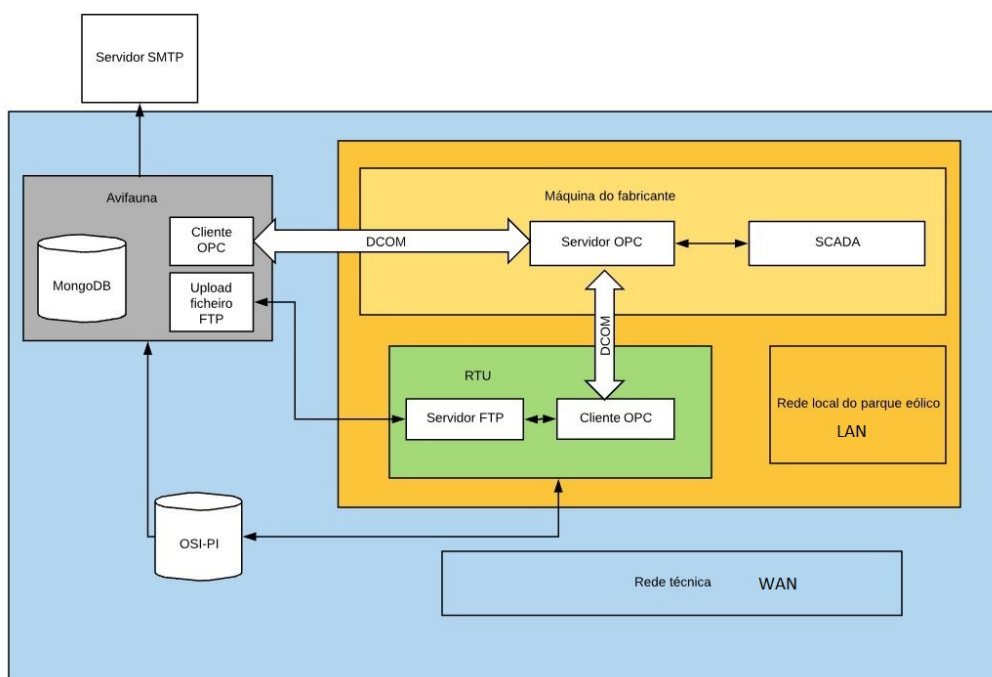 Servidor SMTP
Avifauna
Cliente
OPC
MongoDB
Upload
ficheiro
FTP
DCOM
Máquina do fabricante
Servidor OPC
SCADA
DCOM
RTU
Servidor FTP
Cliente OPC
Rede local do parque eólico
LAN
OSI-PI
Rede técnica WAN